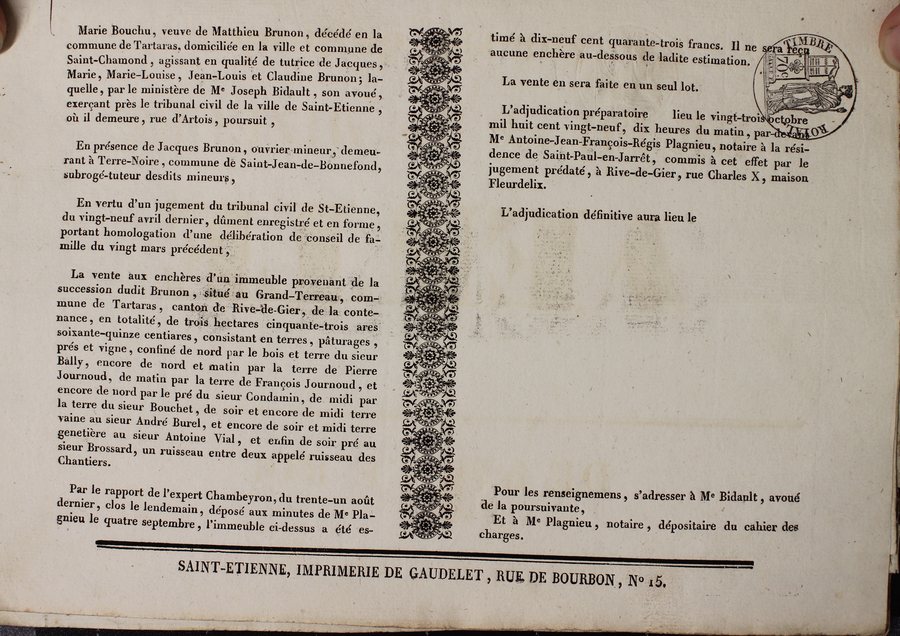 Marie Bouchu, veuve de Matthieu Brunon, décédé en la
commune de Tartaras, domiciliée en la ville et commune de
Saint-Chamond, agissant en qualité de tutrice de Jacques,
Marie, Marie-Louise, Jean-Louis et Claudine Brunon; la-
quelle, par le ministère de Me Joseph Bidault, son avoué,
exerçant près le tribunal civil de la ville de Saint-Etienne,
où il demeure, rue d'Artois, poursuit,
En présence de Jacques Brunon, ouvrier mineur, demeu-
rant à Terre-Noire, commune de Saint-Jean-de-Bonnefond,
subrogé-tuteur desdits mineurs,
En vertu d'un jugement du tribunal civil de St-Etienne,
du vingt-neuf avril dernier, dûment enregistré et en forme,
portant homologation d'une délibération de conseil de fa-
mille du vingt mars précédent,
La vente aux enchères d'un immeuble provenant de la
succession dudit Brunon, situé au Grand-Terreau, com-
mune de Tartaras, canton de Rive-de-Gier, de la conte-
nance, en totalité, de trois hectares cinquante-trois ares
soixante-quinze centiares, consistant en terres, pâturages,
prés et vigne, confiné de nord par le bois et terre du sieur
Bally, encore de nord et matin par la terre de Pierre
Journoud, de matin par la terre de François Journoud, et
encore de nord par le pré du sieur Condamin, de midi par
la terre du sieur Bouchet, de soir et encore de midi terre
vaine au sieur André Burel, et encore de soir et midi terre
genetière au sieur Antoine Vial, et enfin de soir pré au
sieur Brossard, un ruisseau entre deux appelé ruisseau des
Chantiers.
Par le rapport de l'expert Chambeyron, du trente-un août
dernier, clos le lendemain, déposé aux minutes de Me Pla-
gnieu le quatre septembre, l'immeuble ci-dessus a été es-
timé à dix-neuf cent quarante-trois francs. Il ne sera reçu
aucune enchère au-dessous de ladite estimation.
La vente en sera faite en un seul lot.
L'adjudication préparatoire lieu le vingt-trois octobre
mil huit cent vingt-neuf, dix heures du matin, par-devant
Me Antoine-Jean-François-Régis Plagnieu, notaire à la rési-
dence de Saint-Paul-en-Jarrêt, commis à cet effet par le
jugement prédaté, à Rive-de-Gier, rue Charles X, maison
Fleurdelix.
L'adjudication définitive aura lieu le
Pour les renseignemens, s'adresser à Me Bidault, avoué
de la poursuivante,
Et à Me Plagnieu, notaire, dépositaire du cahier des
charges.
TIMBRE
ROYAL
SAINT-ETIENNE, IMPRIMERIE DE GAUDELET, RUE DE BOURBON, No 15.